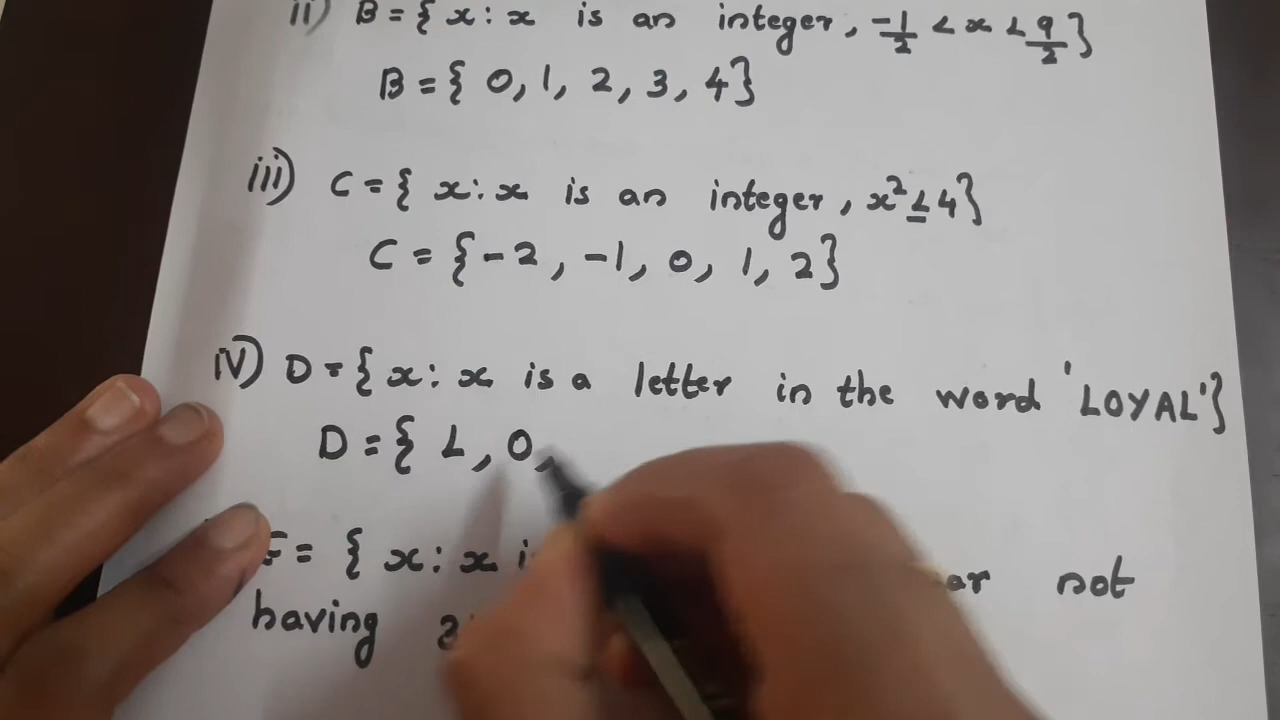 ii) B = { x : x is an integer, -1/2 < x < 9/2 }
B = { 0, 1, 2, 3, 4 }
iii) C = { x : x is an integer, x² ≤ 4 }
C = { -2, -1, 0, 1, 2 }
iv) D = { x : x is a letter in the word 'LOYAL' }
D = { L, O,
= { x : x not
having